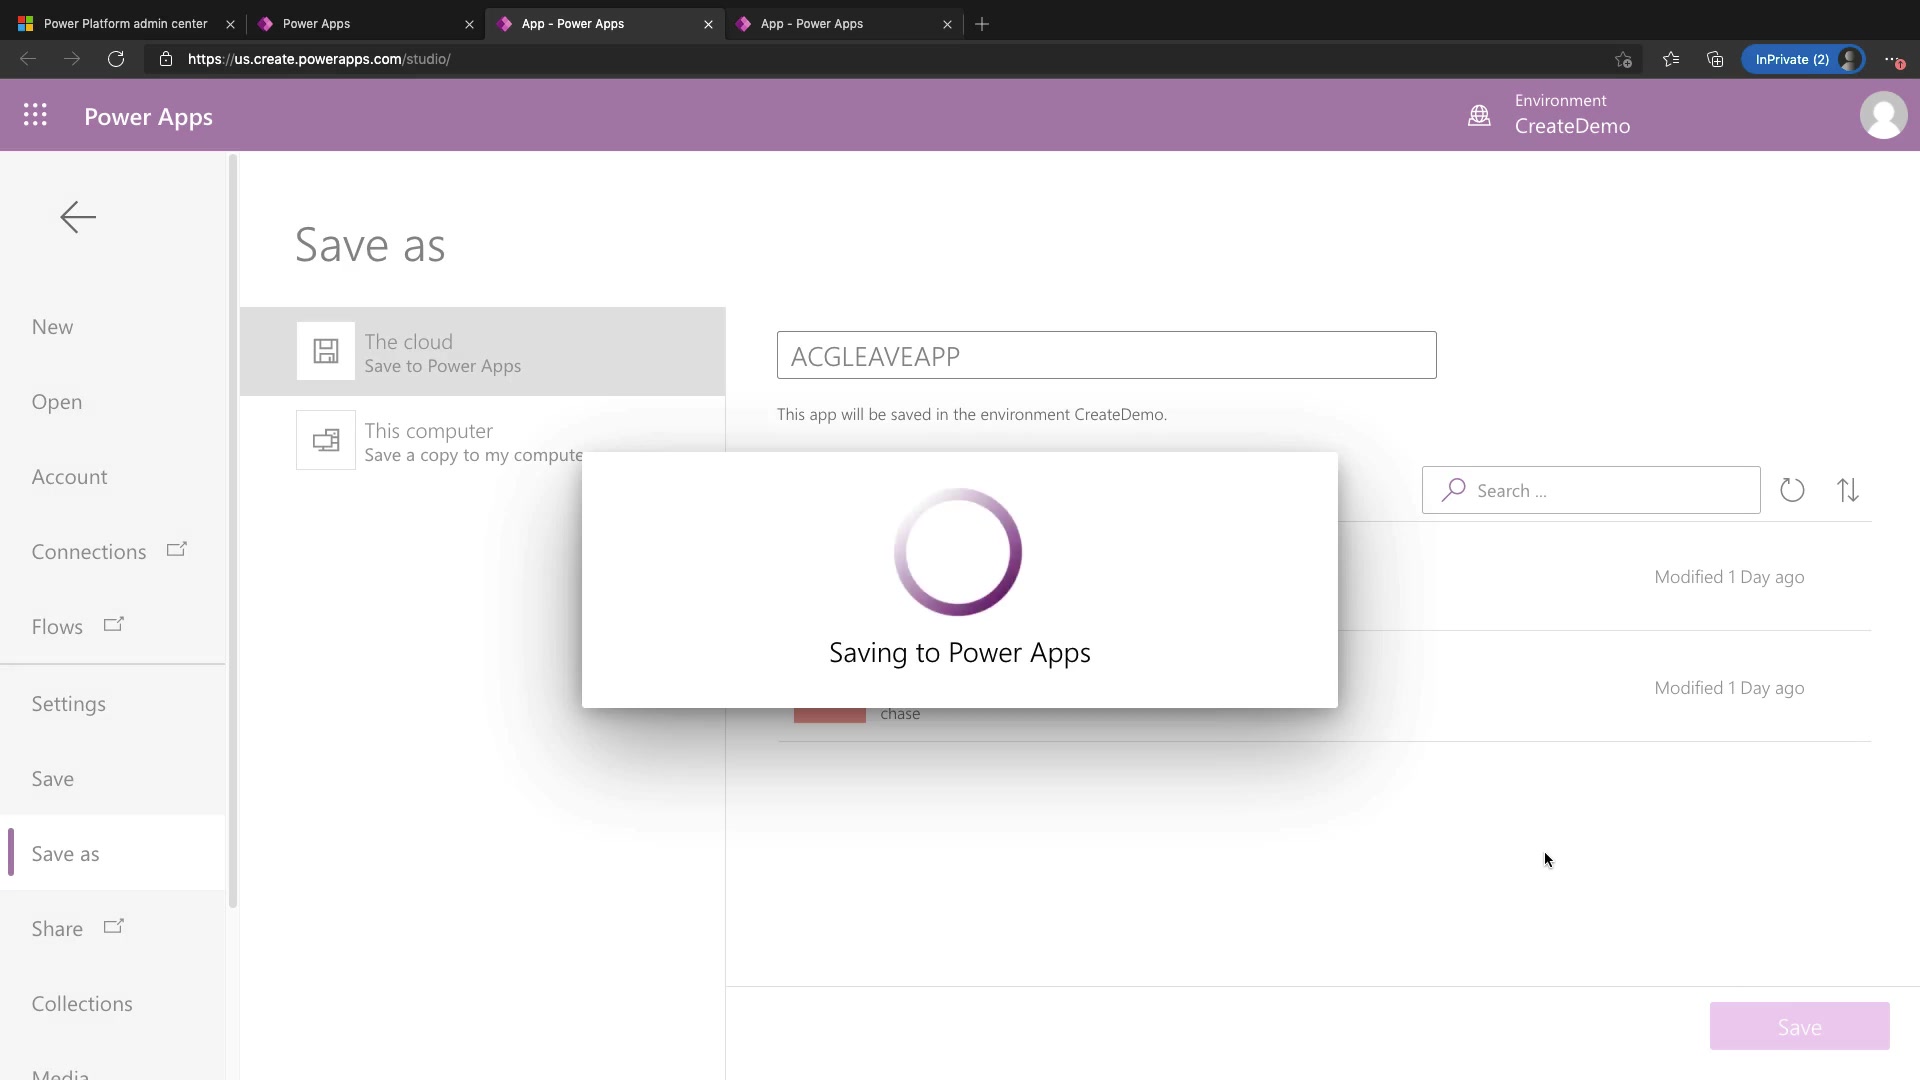 Power Platform admin center
Power Apps
App - Power Apps
App - Power Apps
https://us.create.powerapps.com/studio/
InPrivate (2)
Power Apps
Environment
CreateDemo
Save as
New
Open
Account
Connections
Flows
Settings
Save
Save as
Share
Collections
Media
The cloud
Save to Power Apps
This computer
Save a copy to my compute
ACGLEAVEAPP
This app will be saved in the environment CreateDemo.
Search ...
Modified 1 Day ago
Saving to Power Apps
Modified 1 Day ago
chase
Save